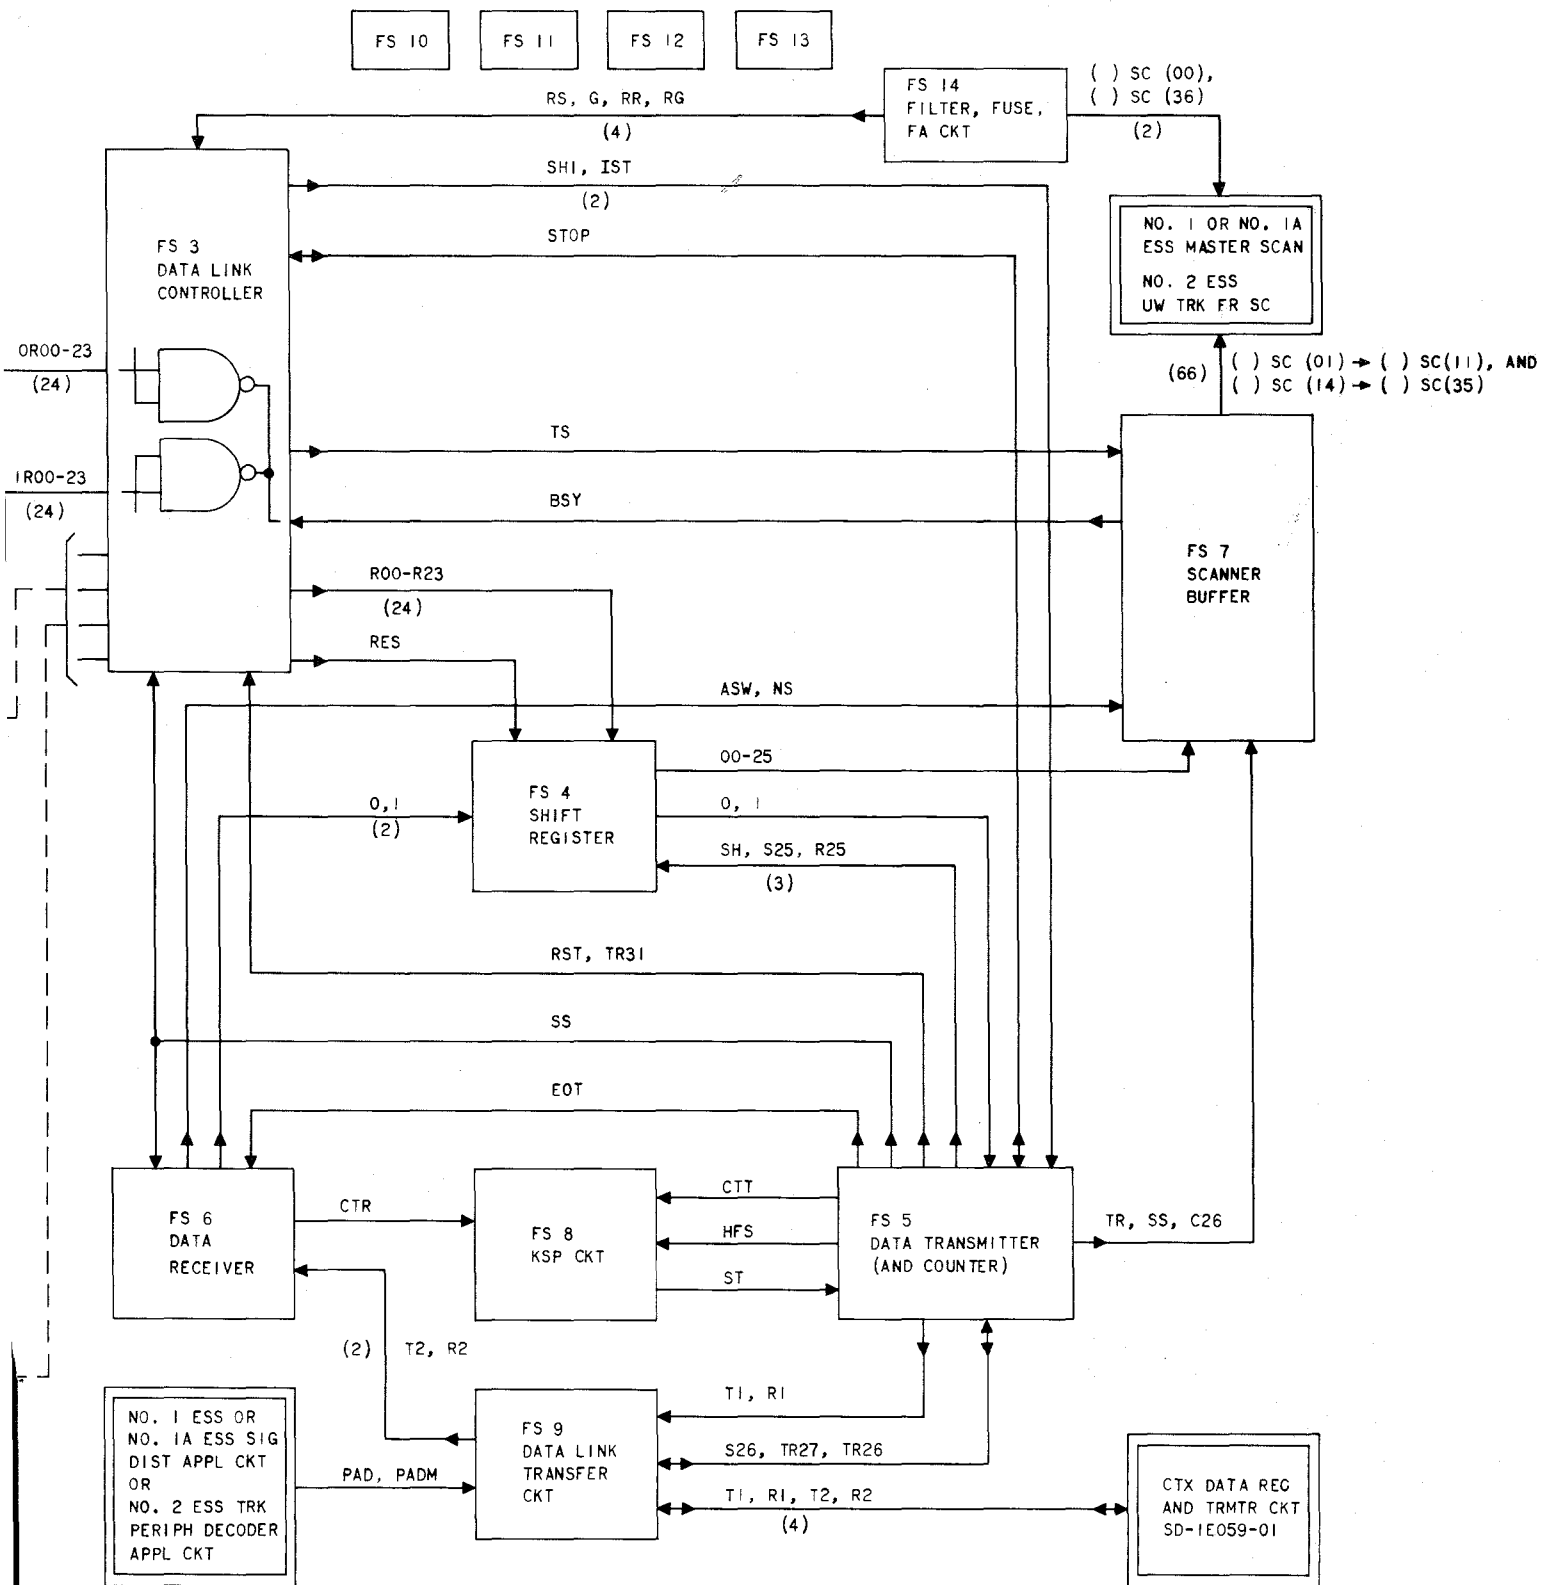 FS 10
FS 11
FS 12
FS 13
FS 14
FILTER, FUSE,
FA CKT
( ) SC (00),
( ) SC (36)
(2)
RS, G, RR, RG
(4)
SH1, IST
(2)
STOP
FS 3
DATA LINK
CONTROLLER
NO. 1 OR NO. 1A
ESS MASTER SCAN
NO. 2 ESS
UW TRK FR SC
OR00-23
(24)
(66)
( ) SC (01) → ( ) SC(11), AND
( ) SC (14) → ( ) SC(35)
TS
1R00-23
(24)
BSY
FS 7
SCANNER
BUFFER
R00-R23
(24)
RES
ASW, NS
00-25
FS 4
SHIFT
REGISTER
0,1
(2)
0, 1
SH, S25, R25
(3)
RST, TR31
SS
EOT
FS 6
DATA
RECEIVER
CTR
FS 8
KSP CKT
CTT
HFS
ST
FS 5
DATA TRANSMITTER
(AND COUNTER)
TR, SS, C26
(2) T2, R2
T1, R1
FS 9
DATA LINK
TRANSFER
CKT
S26, TR27, TR26
T1, R1, T2, R2
(4)
NO. 1 ESS OR
NO. 1A ESS SIG
DIST APPL CKT
OR
NO. 2 ESS TRK
PERIPH DECODER
APPL CKT
PAD, PADM
CTX DATA REG
AND TRMTR CKT
SD-1E059-01